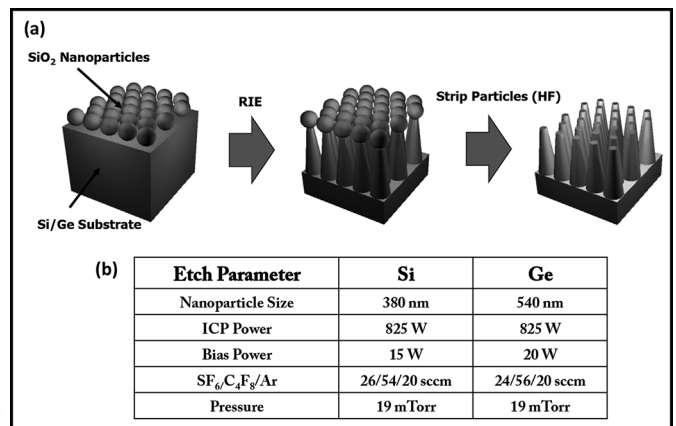 (a)
SiO₂ Nanoparticles
RIE
Strip Particles (HF)
Si/Ge Substrate
(b)
Etch Parameter Si Ge
Nanoparticle Size 380 nm 540 nm
ICP Power 825 W 825 W
Bias Power 15 W 20 W
SF₆/C₄F₈/Ar 26/54/20 sccm 24/56/20 sccm
Pressure 19 mTorr 19 mTorr